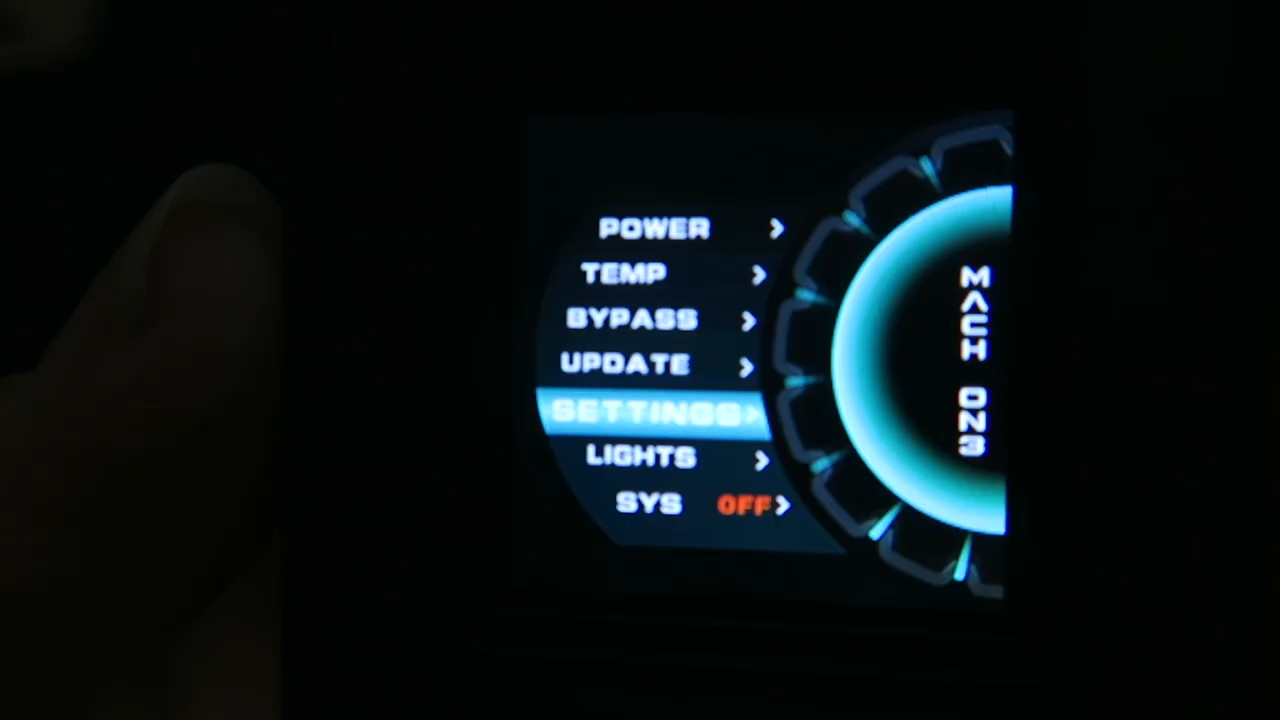 POWER >
TEMP >
BYPASS >
UPDATE >
SETTINGS >
LIGHTS >
SYS OFF >
MACH ON3